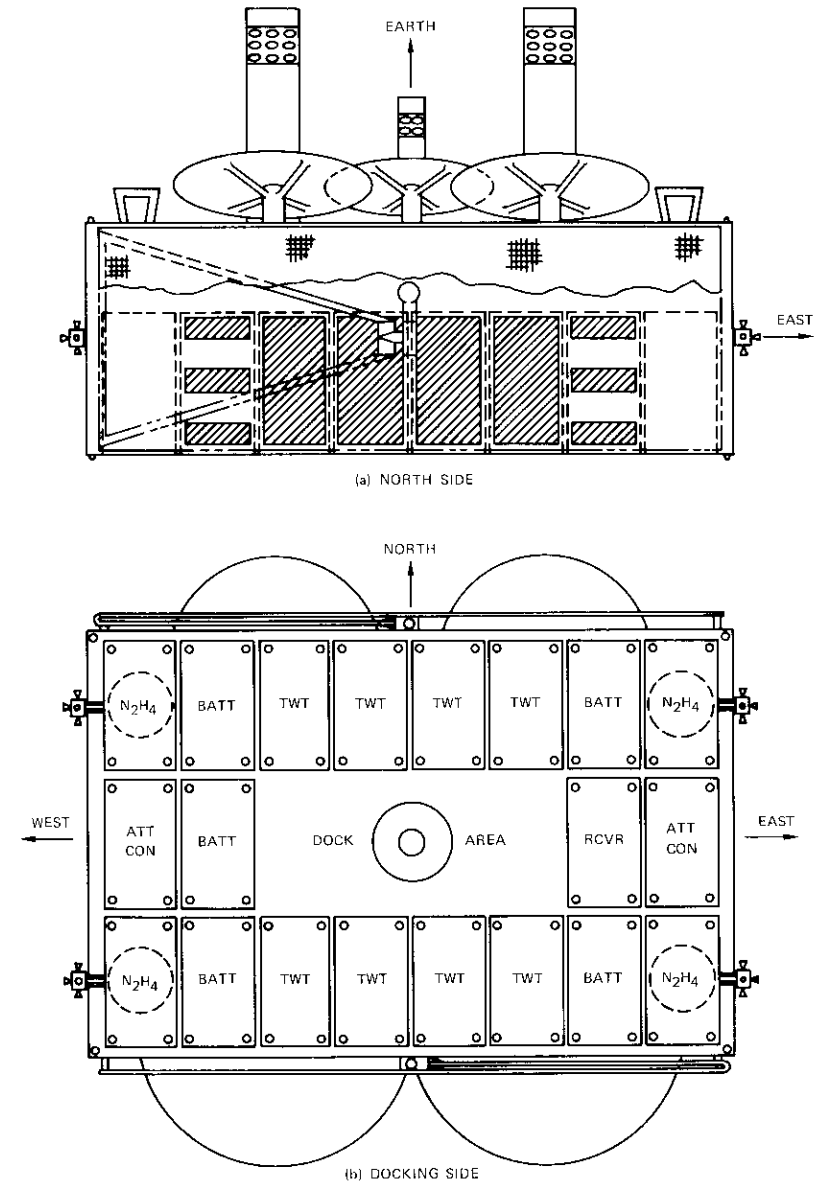 EARTH
EAST
(a) NORTH SIDE
NORTH
N₂H₄ BATT TWT TWT TWT TWT BATT N₂H₄
WEST
EAST
ATT CON
BATT
DOCK AREA
RCVR
ATT CON
N₂H₄ BATT TWT TWT TWT TWT BATT N₂H₄
(b) DOCKING SIDE